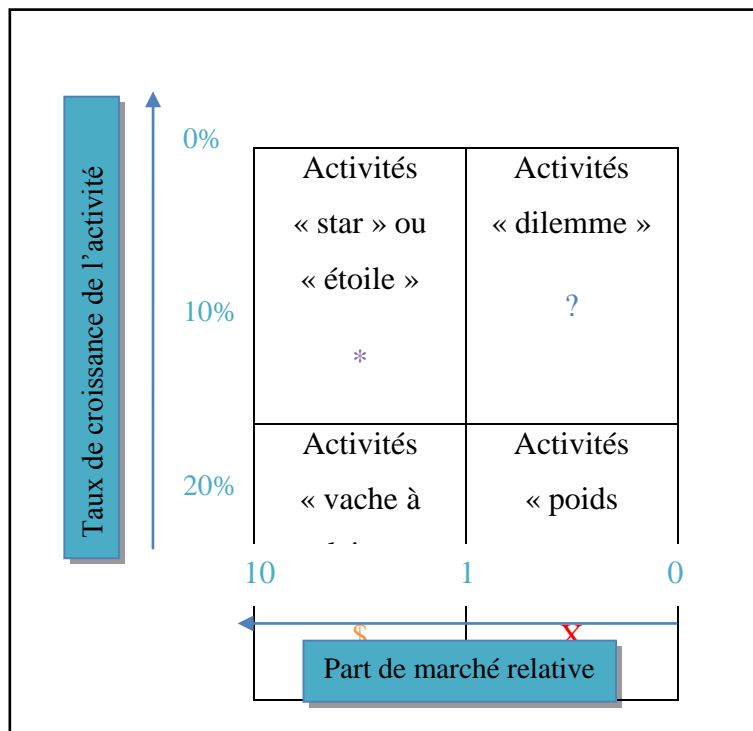 Taux de croissance de l'activité
0%
10%
20%
Activités
« star » ou
« étoile »
*
Activités
« dilemme »
?
Activités
« vache à
$
Activités
« poids
X
10 1 0
Part de marché relative